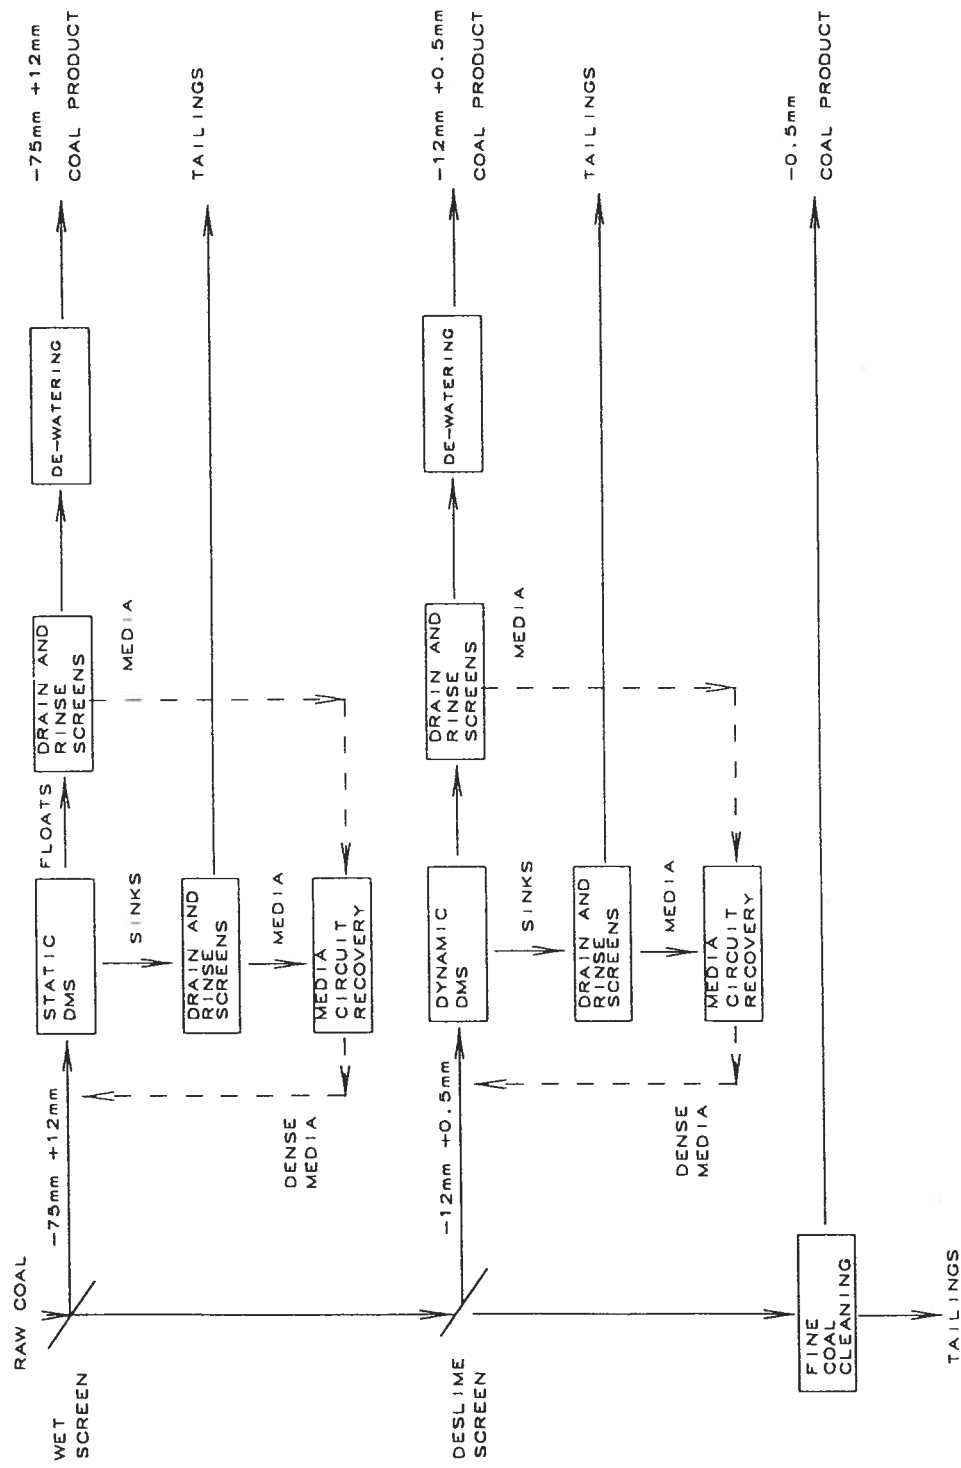 RAW COAL
WET
SCREEN
-75mm +12mm
STATIC
DMS
FLOATS
DRAIN AND
RINSE
SCREENS
DE-WATERING
-75mm +12mm
COAL PRODUCT
SINKS
MEDIA
DRAIN AND
RINSE
SCREENS
TAILINGS
MEDIA
DENSE
MEDIA
MEDIA
CIRCUIT
RECOVERY
DESLIME
SCREEN
-12mm +0.5mm
DYNAMIC
DMS
DRAIN AND
RINSE
SCREENS
DE-WATERING
-12mm +0.5mm
COAL PRODUCT
SINKS
MEDIA
DRAIN AND
RINSE
SCREENS
TAILINGS
MEDIA
DENSE
MEDIA
MEDIA
CIRCUIT
RECOVERY
FINE
COAL
CLEANING
-0.5mm
COAL PRODUCT
TAILINGS